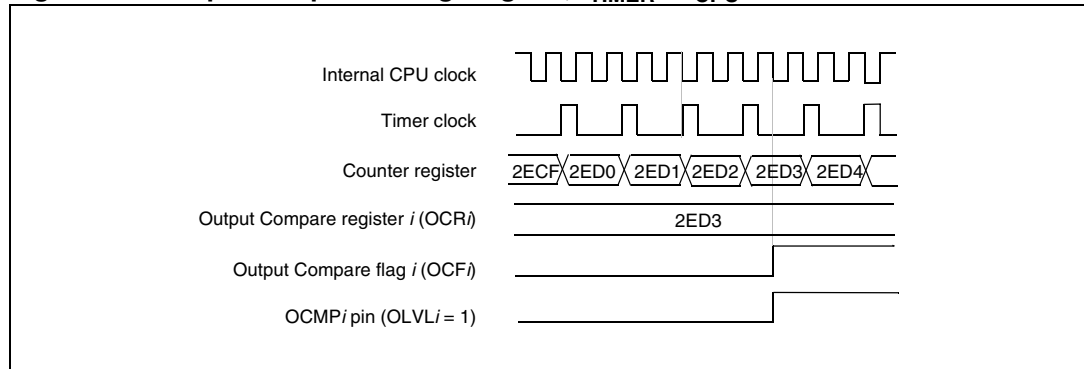 Internal CPU clock
Timer clock
Counter register
2ECF 2ED0 2ED1 2ED2 2ED3 2ED4
Output Compare register i (OCRi)
2ED3
Output Compare flag i (OCFi)
OCMPi pin (OLVLi = 1)